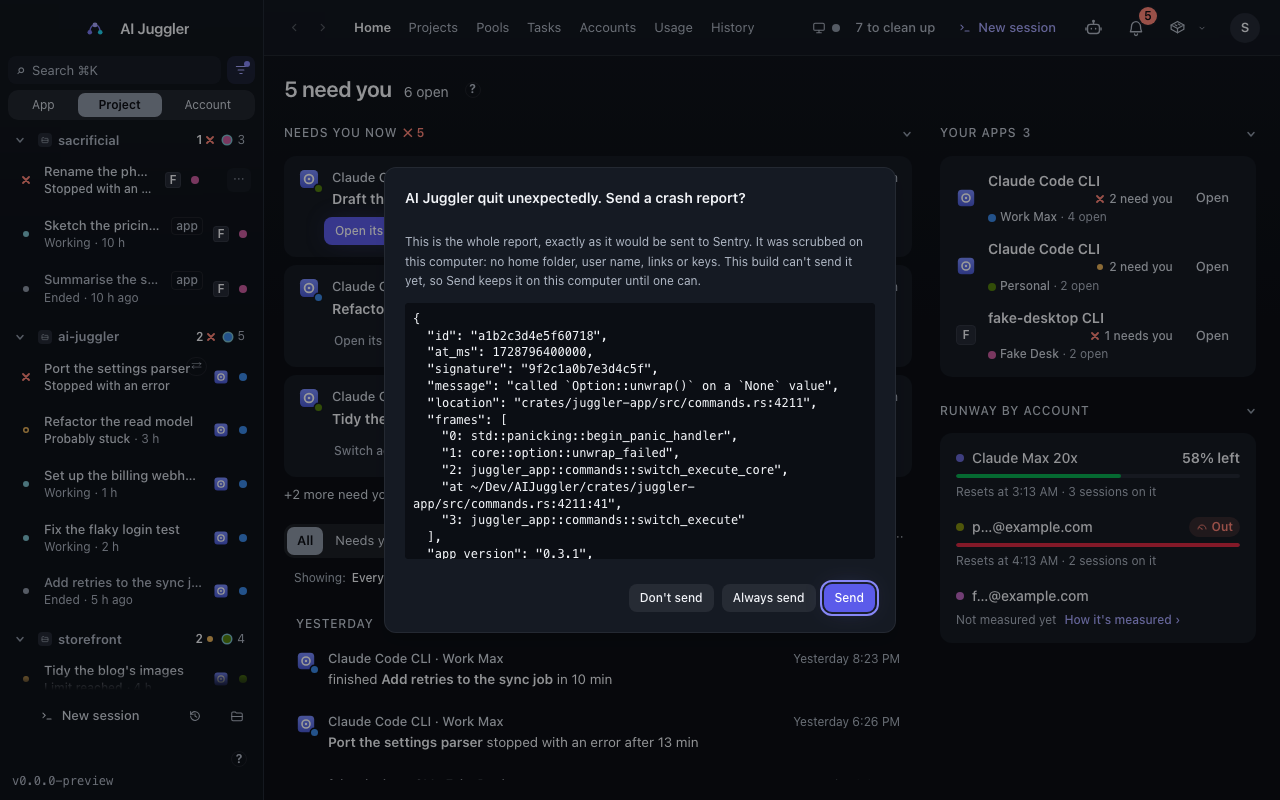 AI Juggler
Search ⌘K
App
Project
Account
sacrificial
1
3
Rename the ph...
Stopped with an ...
F
Sketch the pricin...
app
Working · 10 h
F
Summarise the s...
app
Ended · 10 h ago
F
ai-juggler
2
5
Port the settings parser
Stopped with an error
Refactor the read model
Probably stuck · 3 h
Set up the billing webh...
Working · 1 h
Fix the flaky login test
Working · 2 h
Add retries to the sync j...
Ended · 5 h ago
storefront
2
4
Tidy the blog's images
Limit reached · 4 h
New session
?
v0.0.0-preview
Home
Projects
Pools
Tasks
Accounts
Usage
History
7 to clean up
New session
5
S
5 need you
6 open
?
NEEDS YOU NOW
5
Claude Co
Draft th
Open its
Claude Co
Refacto
Open its
Claude Co
Tidy the
Switch ac
+2 more need yo
All
Needs y
Showing:
Every
YESTERDAY
Claude Code CLI · Work Max
Yesterday 8:23 PM
finished Add retries to the sync job in 10 min
Claude Code CLI · Work Max
Yesterday 6:26 PM
Port the settings parser stopped with an error after 13 min
AI Juggler quit unexpectedly. Send a crash report?
This is the whole report, exactly as it would be sent to Sentry. It was scrubbed on
this computer: no home folder, user name, links or keys. This build can't send it
yet, so Send keeps it on this computer until one can.
{
"id": "a1b2c3d4e5f60718",
"at_ms": 1728796400000,
"signature": "9f2c1a0b7e3d4c5f",
"message": "called `Option::unwrap()` on a `None` value",
"location": "crates/juggler-app/src/commands.rs:4211",
"frames": [
"0: std::panicking::begin_panic_handler",
"1: core::option::unwrap_failed",
"2: juggler_app::commands::switch_execute_core",
"at ~/Dev/AIJuggler/crates/juggler-
app/src/commands.rs:4211:41",
"3: juggler_app::commands::switch_execute"
],
"app_version": "0.3.1",
Don't send
Always send
Send
YOUR APPS 3
Claude Code CLI
2 need you
Work Max · 4 open
Open
Claude Code CLI
2 need you
Personal · 2 open
Open
F
fake-desktop CLI
1 needs you
Fake Desk · 2 open
Open
RUNWAY BY ACCOUNT
Claude Max 20x
58% left
Resets at 3:13 AM · 3 sessions on it
p...@example.com
Out
Resets at 4:13 AM · 2 sessions on it
f...@example.com
Not measured yet
How it's measured ›